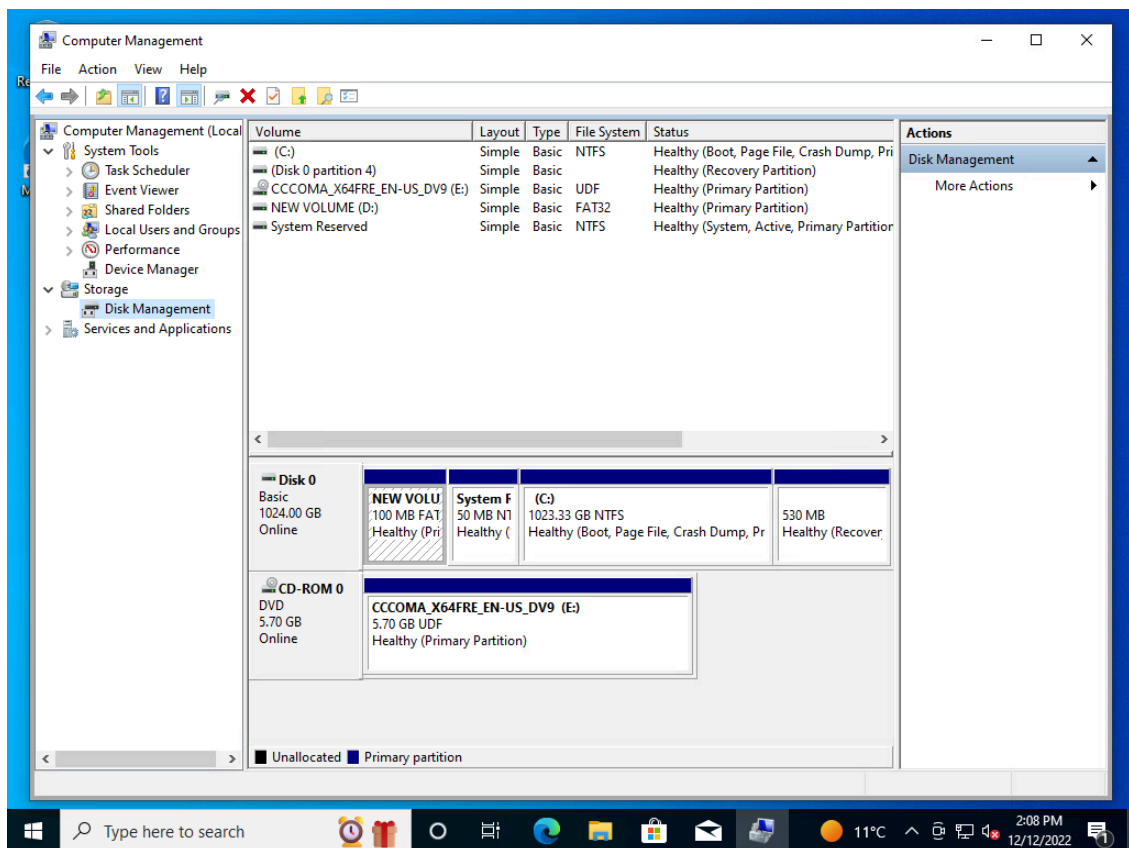 Computer Management
File Action View Help
Re
Computer Management (Local
System Tools
Task Scheduler
Event Viewer
Shared Folders
Local Users and Groups
Performance
Device Manager
Storage
Disk Management
Services and Applications
Volume Layout Type File System Status
(C:) Simple Basic NTFS Healthy (Boot, Page File, Crash Dump, Pri
(Disk 0 partition 4) Simple Basic Healthy (Recovery Partition)
CCCOMA_X64FRE_EN-US_DV9 (E:) Simple Basic UDF Healthy (Primary Partition)
NEW VOLUME (D:) Simple Basic FAT32 Healthy (Primary Partition)
System Reserved Simple Basic NTFS Healthy (System, Active, Primary Partition
Actions
Disk Management
More Actions
Disk 0
Basic
1024.00 GB
Online
NEW VOLU
100 MB FAT
Healthy (Pri
System F
50 MB NT
Healthy (
(C:)
1023.33 GB NTFS
Healthy (Boot, Page File, Crash Dump, Pr
530 MB
Healthy (Recover
CD-ROM 0
DVD
5.70 GB
Online
CCCOMA_X64FRE_EN-US_DV9 (E:)
5.70 GB UDF
Healthy (Primary Partition)
Unallocated Primary partition
Type here to search
11°C
2:08 PM
12/12/2022
1